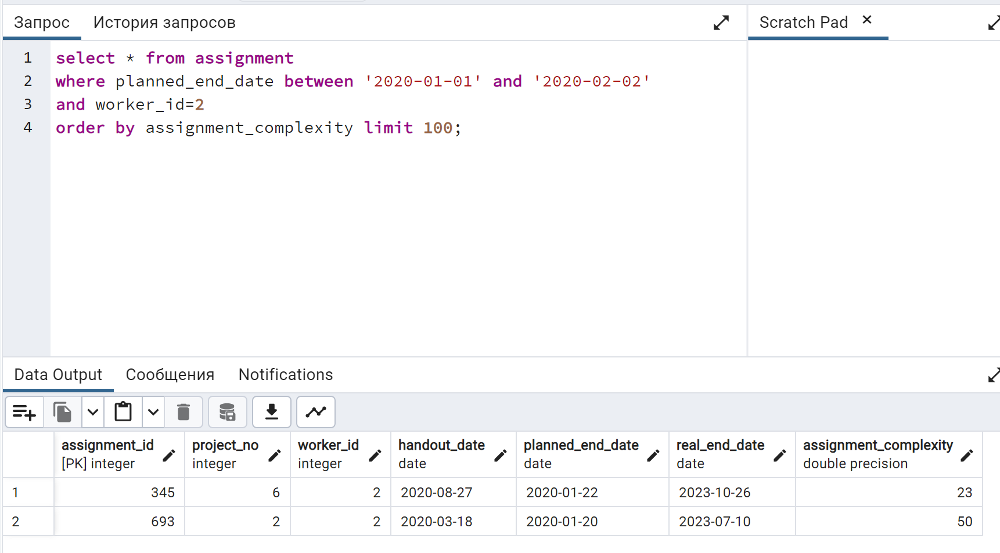 Запрос История запросов Scratch Pad ×
1 select * from assignment
2 where planned_end_date between '2020-01-01' and '2020-02-02'
3 and worker_id=2
4 order by assignment_complexity limit 100;
Data Output Сообщения Notifications
assignment_id project_no worker_id handout_date planned_end_date real_end_date assignment_complexity
[PK] integer integer integer date date date double precision
1 345 6 2 2020-08-27 2020-01-22 2023-10-26 23
2 693 2 2 2020-03-18 2020-01-20 2023-07-10 50